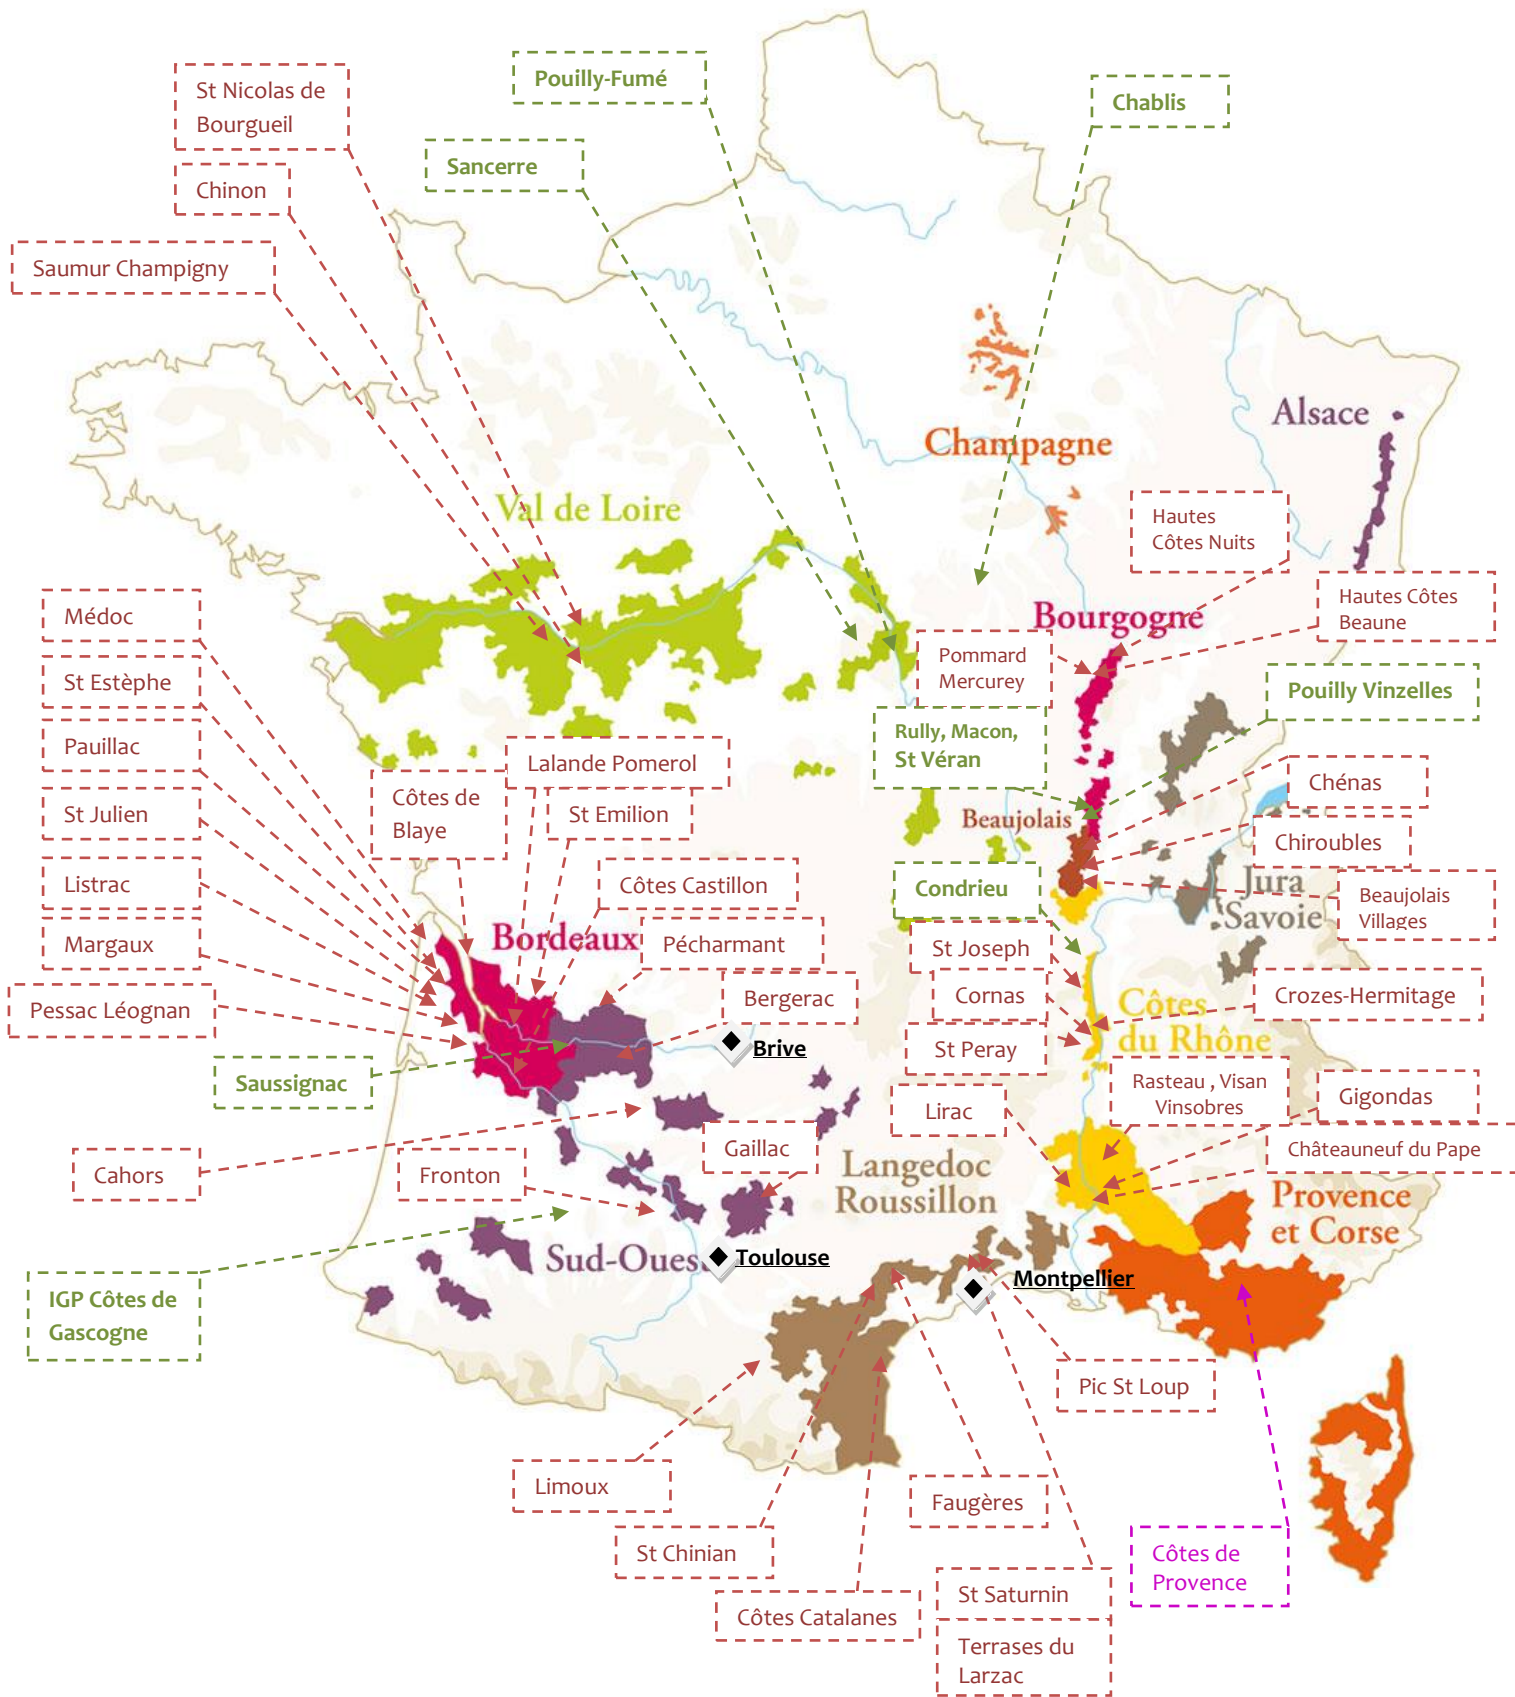 St Nicolas de
Bourgueil
Pouilly-Fumé
Chablis
Sancerre
Chinon
Saumur Champigny
Alsace
Champagne
Val de Loire
Hautes
Côtes Nuits
Médoc
Hautes Côtes
Beaune
Bourgogne
Pommard
Mercurey
St Estèphe
Pouilly Vinzelles
Pauillac
Rully, Macon,
St Véran
Lalande Pomerol
Côtes de
Blaye
St Emilion
Chénas
St Julien
Beaujolais
Chiroubles
Listrac
Côtes Castillon
Condrieu
Jura
Savoie
Beaujolais
Villages
Margaux
Bordeaux
Pécharmant
St Joseph
Pessac Léognan
Bergerac
Cornas
Côtes
du Rhône
Crozes-Hermitage
Brive
St Peray
Saussignac
Rasteau , Visan
Vinsobres
Gigondas
Lirac
Cahors
Fronton
Gaillac
Langedoc
Roussillon
Châteauneuf du Pape
Provence
et Corse
Sud-Oues
Toulouse
Montpellier
IGP Côtes de
Gascogne
Pic St Loup
Limoux
Faugères
St Chinian
Côtes de
Provence
Côtes Catalanes
St Saturnin
Terrases du
Larzac